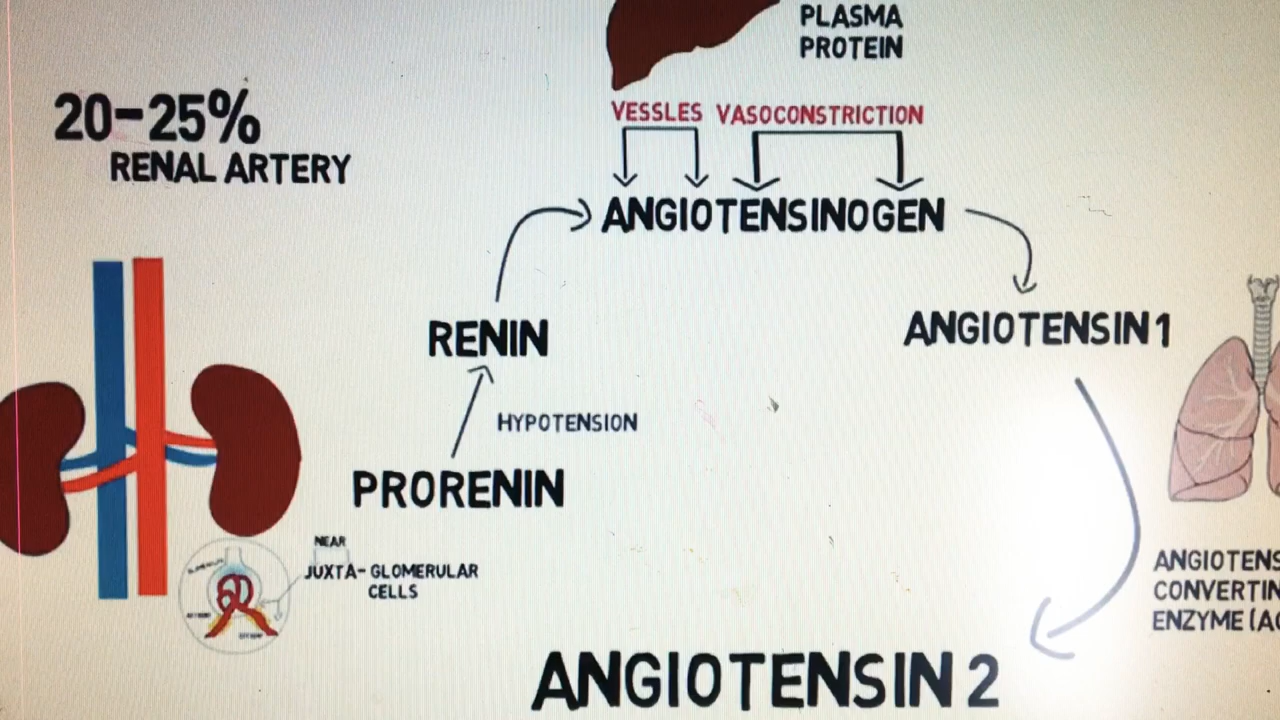 PLASMA
PROTEIN
20-25%
RENAL ARTERY
VESSLES VASOCONSTRICTION
ANGIOTENSINOGEN
RENIN
ANGIOTENSIN 1
HYPOTENSION
PRORENIN
NEAR
JUXTA-GLOMERULAR
CELLS
ANGIOTENS
CONVERTIN
ENZYME (AC
ANGIOTENSIN 2